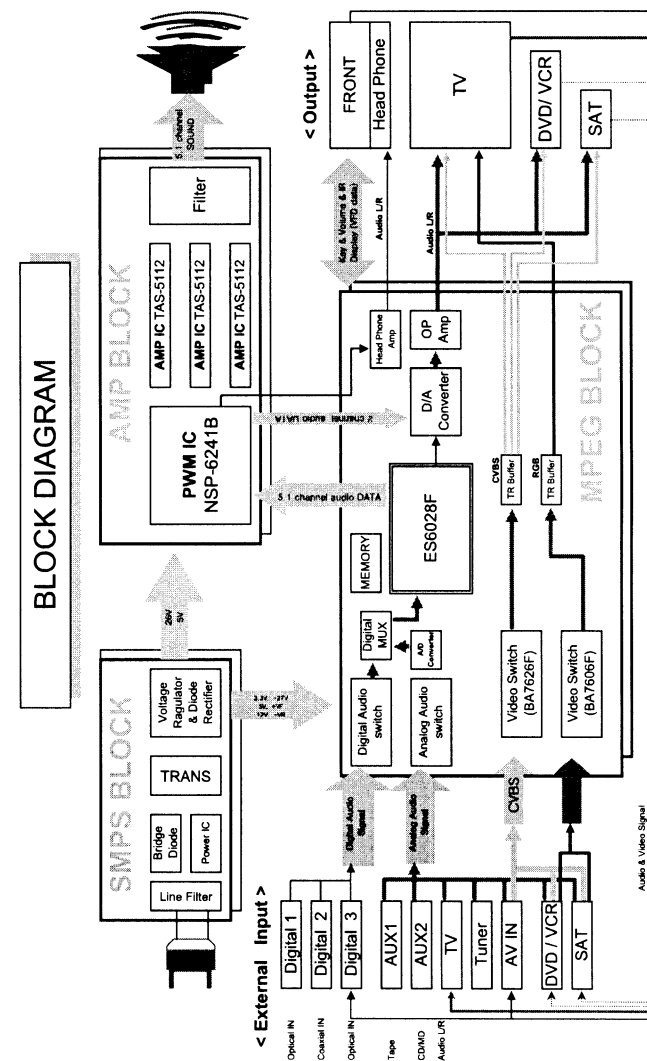 BLOCK DIAGRAM
SMPS BLOCK
Line Filter
Bridge
Diode
Power IC
TRANS
Voltage
Ragulator
& Diode
Rectifier
26V
5V
AMP BLOCK
PWM IC
NSP-6241B
AMP IC TAS-5112
AMP IC TAS-5112
AMP IC TAS-5112
Filter
5.1 channel
SOUND
5.1 channel audio DATA
2 channel audio DATA
< External Input >
Optical IN
Digital 1
Coaxial IN
Digital 2
Optical IN
Digital 3
Tape
AUX1
CD/MD
AUX2
Audio L/R
TV
Tuner
AV IN
DVD / VCR
SAT
Digital Audio
Signal
Analog Audio
Signal
CVBS
MPEG BLOCK
Digital Audio
switch
Analog Audio
switch
Digital
MUX
A/D
Converter
MEMORY
ES6028F
D/A
Converter
OP
Amp
Head Phone
Amp
Video Switch
(BA7626F)
Video Switch
(BA7606F)
CVBS
TR Buffer
RGB
TR Buffer
Key & Volume & IR
Display (VFD data)
Audio L/R
Audio L/R
< Output >
FRONT
Head Phone
TV
DVD/ VCR
SAT
Audio & Video Signal